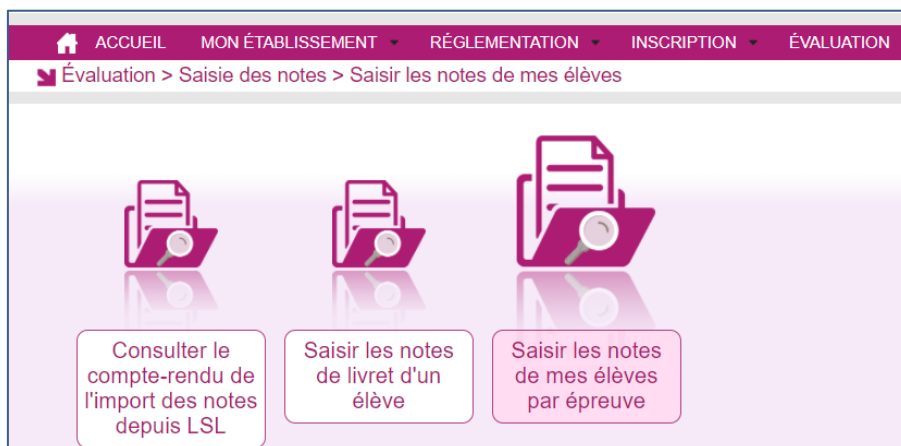 ACCUEIL MON ÉTABLISSEMENT RÉGLEMENTATION INSCRIPTION ÉVALUATION
Évaluation > Saisie des notes > Saisir les notes de mes élèves
Consulter le
compte-rendu de
l'import des notes
depuis LSL
Saisir les notes
de livret d'un
élève
Saisir les notes
de mes élèves
par épreuve